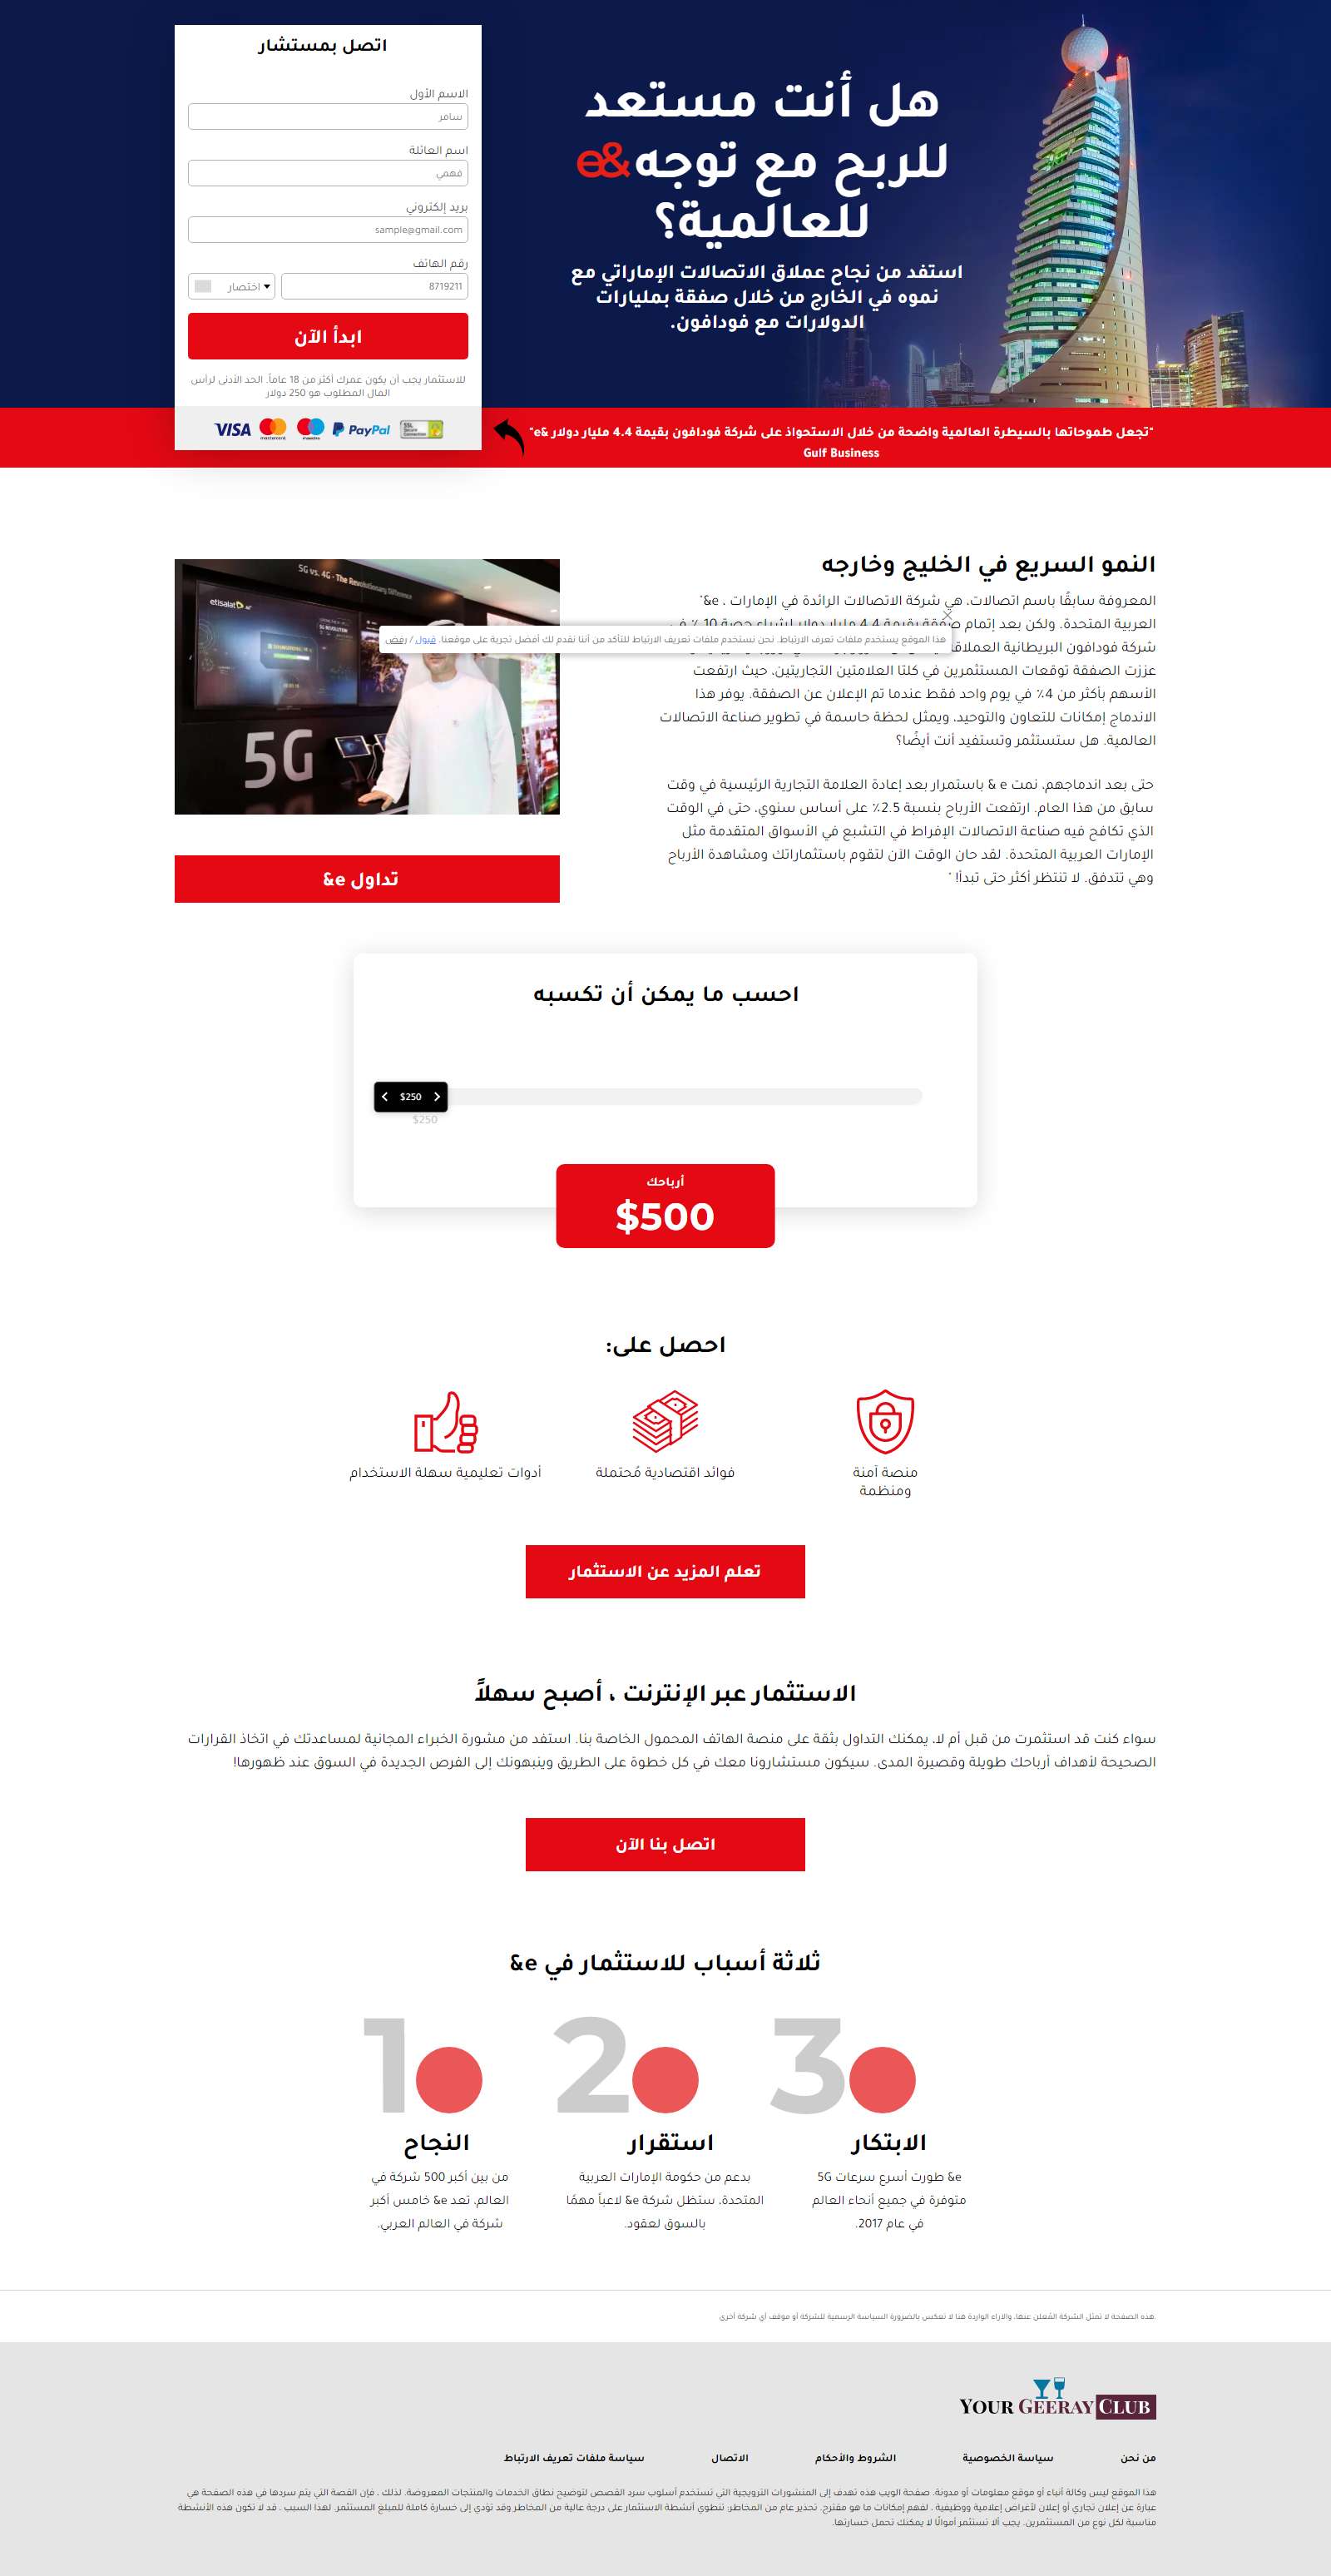 هل أنت مستعد
للربح مع توجه e&
للعالمية؟
استفد من نجاح عملاق الاتصالات الإماراتي مع
نموه في الخارج من خلال صفقة بمليارات
الدولارات مع فودافون.
اتصل بمستشار
الاسم الأول
سامر
اسم العائلة
فهمي
بريد إلكتروني
sample@gmail.com
رقم الهاتف
8719211
اختصار
ابدأ الآن
للاستثمار يجب أن يكون عمرك أكثر من 18 عاماً. الحد الأدنى لرأس
المال المطلوب هو 250 دولار
VISA mastercard maestro PayPal SSL Secure Connection
"تجعل طموحاتها بالسيطرة العالمية واضحة من خلال الاستحواذ على شركة فودافون بقيمة 4.4 مليار دولار &e"
Gulf Business
النمو السريع في الخليج وخارجه
المعروفة سابقًا باسم اتصالات، هي شركة الاتصالات الرائدة في الإمارات ، e&"
العربية المتحدة. ولكن بعد إتمام صفقة بقيمة 4.4 مليار دولار لشراء حصة 10 ٪ في
هذا الموقع يستخدم ملفات تعرف الارتباط. نحن نستخدم ملفات تعريف الارتباط للتأكد من أننا نقدم لك أفضل تجربة على موقعنا. قبول / رفض
شركة فودافون البريطانية العملاقة
عززت الصفقة توقعات المستثمرين في كلتا العلامتين التجاريتين، حيث ارتفعت
الأسهم بأكثر من 4٪ في يوم واحد فقط عندما تم الإعلان عن الصفقة. يوفر هذا
الاندماج إمكانات للتعاون والتوحيد، ويمثل لحظة حاسمة في تطوير صناعة الاتصالات
العالمية. هل ستستثمر وتستفيد أنت أيضًا؟
حتى بعد اندماجهم، نمت e & باستمرار بعد إعادة العلامة التجارية الرئيسية في وقت
سابق من هذا العام. ارتفعت الأرباح بنسبة 2.5٪ على أساس سنوي، حتى في الوقت
الذي تكافح فيه صناعة الاتصالات الإفراط في التشبع في الأسواق المتقدمة مثل
الإمارات العربية المتحدة. لقد حان الوقت الآن لتقوم باستثماراتك ومشاهدة الأرباح
وهي تتدفق. لا تنتظر أكثر حتى تبدأ! "
5G vs. 4G - The Revolutionary Difference
etisalat
5G
تداول e&
احسب ما يمكن أن تكسبه
$250
$250
أرباحك
$500
احصل على:
منصة آمنة
ومنظمة
فوائد اقتصادية مُحتملة
أدوات تعليمية سهلة الاستخدام
تعلم المزيد عن الاستثمار
الاستثمار عبر الإنترنت ، أصبح سهلاً
سواء كنت قد استثمرت من قبل أم لا، يمكنك التداول بثقة على منصة الهاتف المحمول الخاصة بنا. استفد من مشورة الخبراء المجانية لمساعدتك في اتخاذ القرارات
الصحيحة لأهداف أرباحك طويلة وقصيرة المدى. سيكون مستشارونا معك في كل خطوة على الطريق وينبهونك إلى الفرص الجديدة في السوق عند ظهورها!
اتصل بنا الآن
ثلاثة أسباب للاستثمار في e&
3
الابتكار
e& طورت أسرع سرعات 5G
متوفرة في جميع أنحاء العالم
في عام 2017.
2
استقرار
بدعم من حكومة الإمارات العربية
المتحدة، ستظل شركة e& لاعباً مهمًا
بالسوق لعقود.
1
النجاح
من بين أكبر 500 شركة في
العالم، تعد e& خامس أكبر
شركة في العالم العربي.
هذه الصفحة لا تمثل الشركة المُعلن عنها، والآراء الواردة هنا لا تعكس بالضرورة السياسة الرسمية للشركة أو موقف أي شركة أخرى.
YOUR GEERAY CLUB
من نحن
سياسة الخصوصية
الشروط والأحكام
الاتصال
سياسة ملفات تعريف الارتباط
هذا الموقع ليس وكالة أنباء أو موقع معلومات أو مدونة. صفحة الويب هذه تهدف إلى المنشورات الترويجية التي تستخدم أسلوب سرد القصص لتوضيح نطاق الخدمات والمنتجات المعروضة. لذلك ، فإن القصة التي يتم سردها في هذه الصفحة هي
عبارة عن إعلان تجاري أو إعلان لأغراض إعلامية ووظيفية ، لفهم إمكانات ما هو مقترح. تحذير عام من المخاطر: تنطوي أنشطة الاستثمار على درجة عالية من المخاطر وقد تؤدي إلى خسارة كاملة للمبلغ المستثمر. لهذا السبب ، قد لا تكون هذه الأنشطة
مناسبة لكل نوع من المستثمرين. يجب ألا تستثمر أموالًا لا يمكنك تحمل خسارتها.